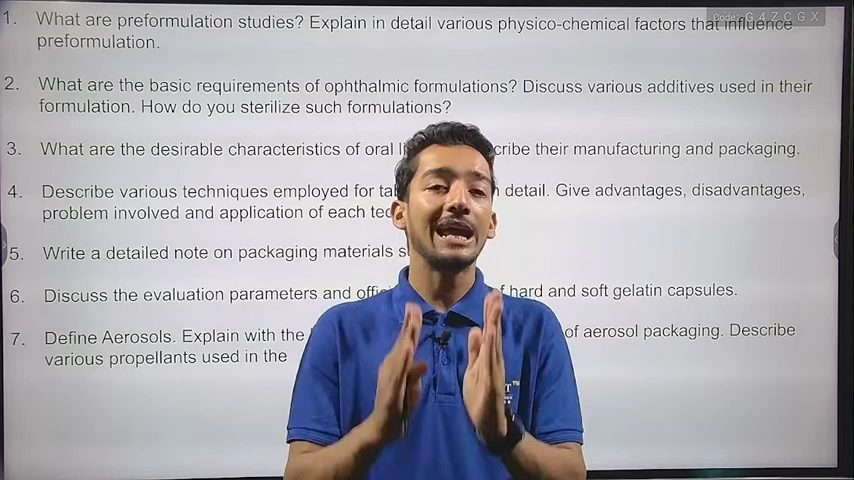 Code: G 4 Z C G X
1. What are preformulation studies? Explain in detail various physico-chemical factors that influence
preformulation.
2. What are the basic requirements of ophthalmic formulations? Discuss various additives used in their
formulation. How do you sterilize such formulations?
3. What are the desirable characteristics of oral cribe their manufacturing and packaging.
4. Describe various techniques employed for detail. Give advantages, disadvantages,
problem involved and application of each
5. Write a detailed note on packaging materials
6. Discuss the evaluation parameters and of hard and soft gelatin capsules.
7. Define Aerosols. Explain with the of aerosol packaging. Describe
various propellants used in the